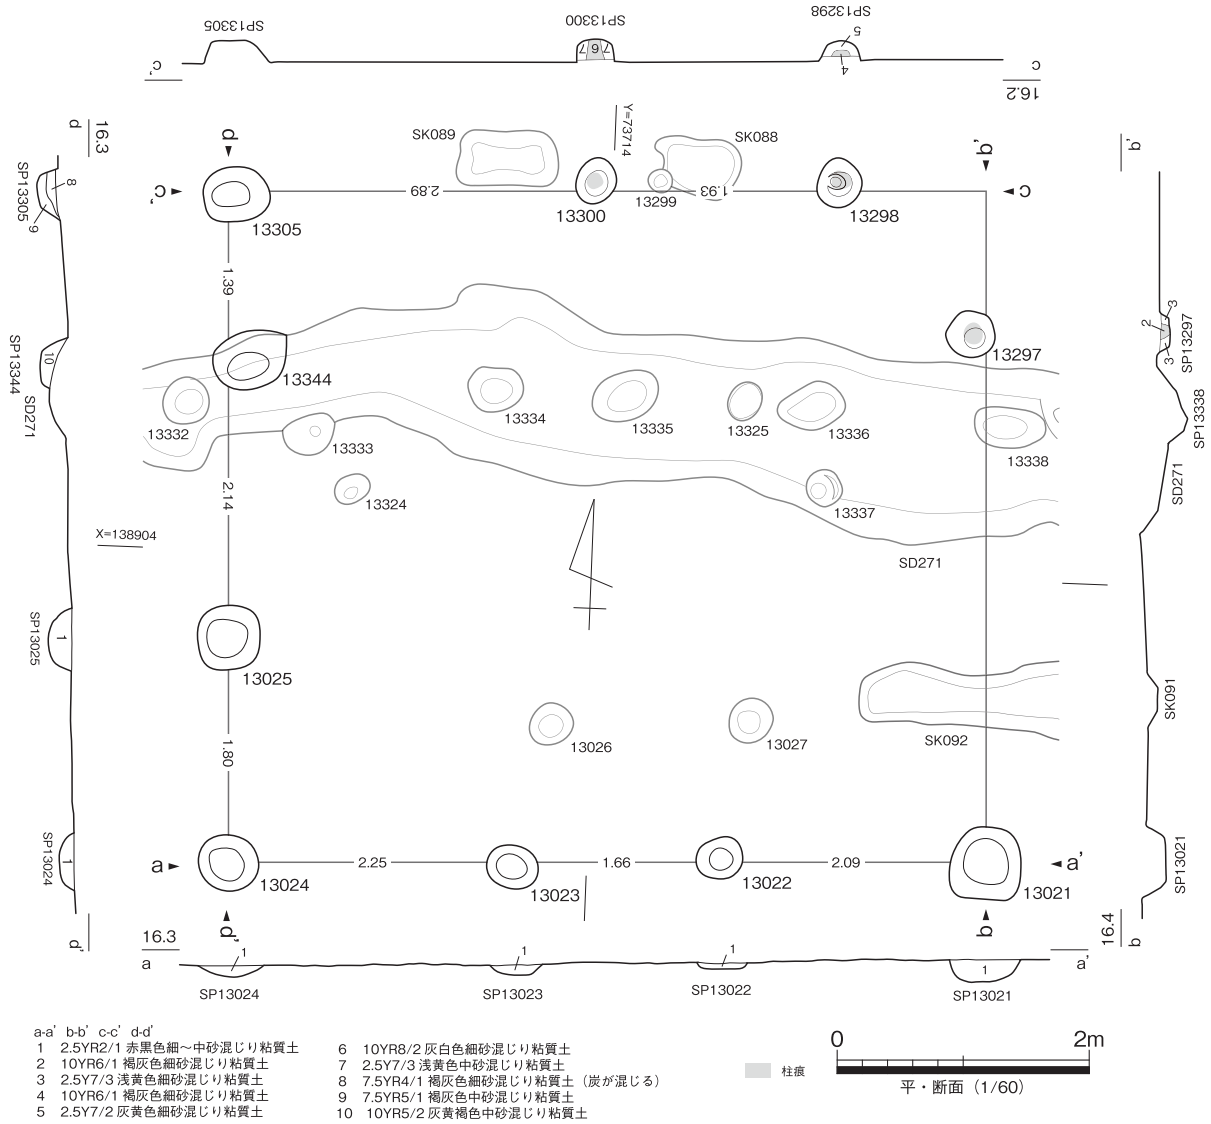 SP13305
SP13300
SP13298
7 6 7
5
4
c'
c
16.2
d
16.3
SP13305
8
9
SP13344
10
SD271
SP13025
1
SP13024
1
d'
d
c'
SK089
Y=73714
SK088
b'
c
2.89
1.93
13305
13300
13299
13298
1.39
13344
13297
13332
13333
13334
13335
13325
13336
13338
13324
13337
2.14
X=138904
SD271
13025
13026
13027
SK092
1.80
a
2.25
1.66
2.09
a'
13024
13023
13022
13021
d'
b
b'
2
3
3
SP13297
SP13338
SD271
SK091
SP13021
16.4
b
16.3
a
1
1
1
1
a'
SP13024
SP13023
SP13022
SP13021
a-a' b-b' c-c' d-d'
1 2.5YR2/1 赤黒色細～中砂混じり粘質土
2 10YR6/1 褐灰色細砂混じり粘質土
3 2.5Y7/3 浅黄色細砂混じり粘質土
4 10YR6/1 褐灰色細砂混じり粘質土
5 2.5Y7/2 灰黄色細砂混じり粘質土
6 10YR8/2 灰白色細砂混じり粘質土
7 2.5Y7/3 浅黄色中砂混じり粘質土
8 7.5YR4/1 褐灰色細砂混じり粘質土（炭が混じる）
9 7.5YR5/1 褐灰色中砂混じり粘質土
10 10YR5/2 灰黄褐色中砂混じり粘質土
柱痕
0 2m
平・断面（1/60）